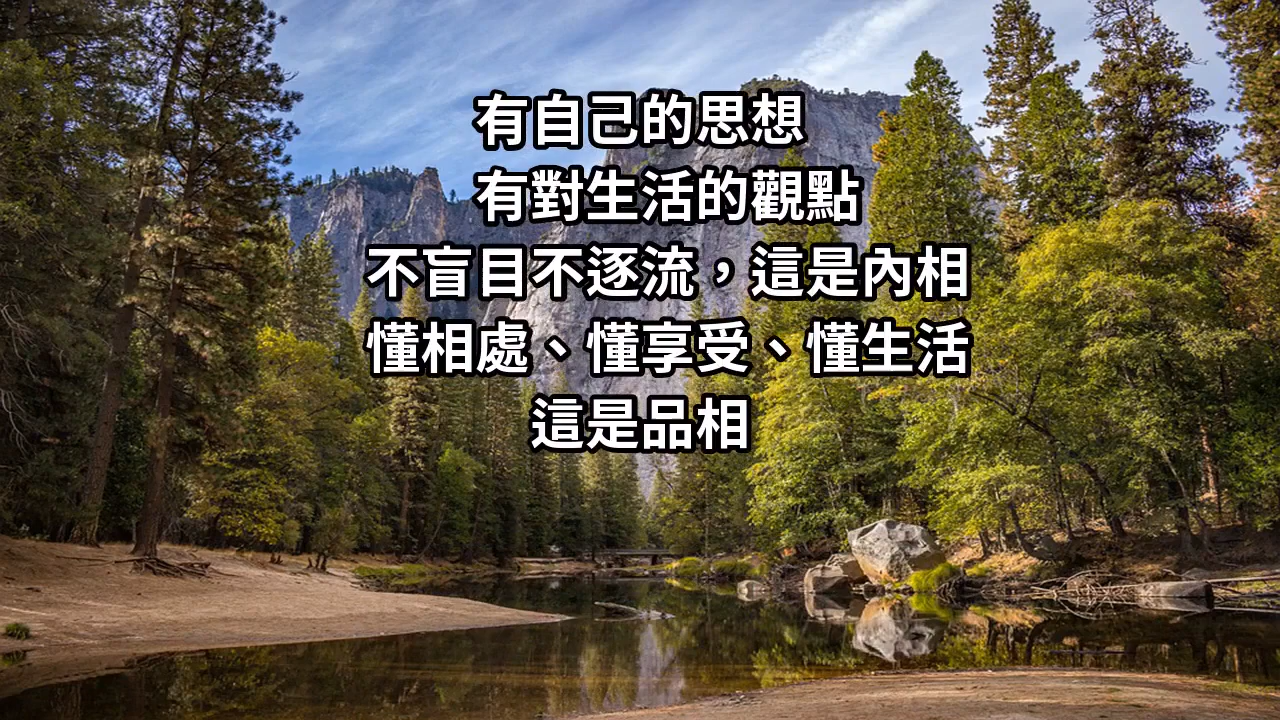 有自己的思想
有對生活的觀點
不盲目不逐流，這是內相
懂相處、懂享受、懂生活
這是品相